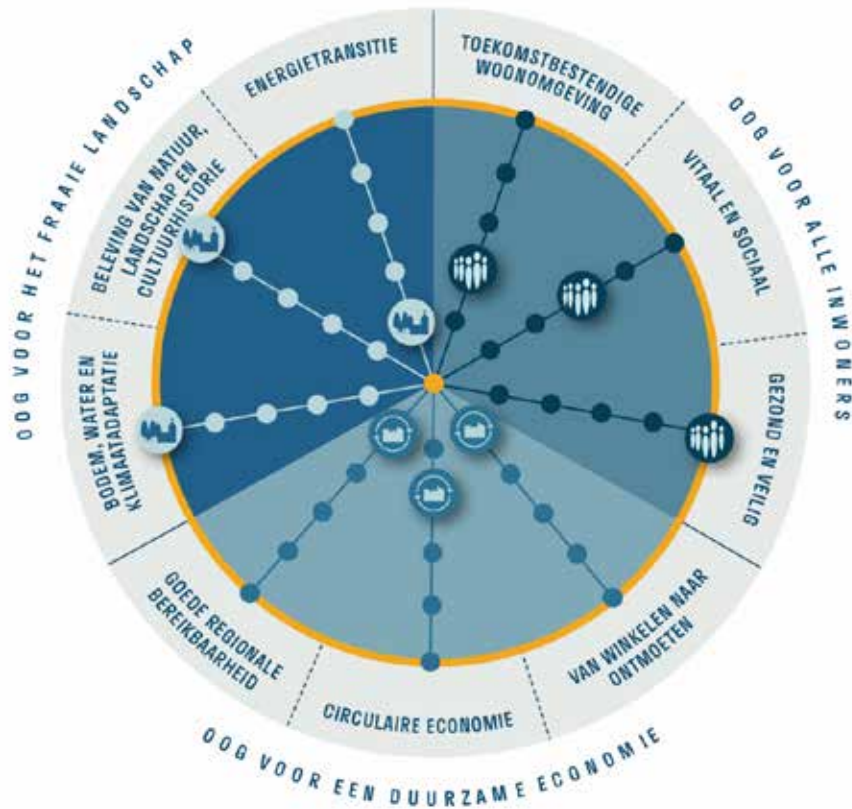 OOG VOOR HET FRAAIE LANDSCHAP
ENERGIETRANSITIE
BELEVING VAN NATUUR,
LANDSCHAP EN
CULTUURHISTORIE
BODEM, WATER EN
KLIMAATADAPTATIE
OOG VOOR ALLE INWONERS
TOEKOMSTBESTENDIGE
WOONOMGEVING
VITAAL EN SOCIAAL
GEZOND EN VEILIG
VAN WINKELEN NAAR
ONTMOETEN
CIRCULAIRE ECONOMIE
GOEDE REGIONALE
BEREIKBAARHEID
OOG VOOR EEN DUURZAME ECONOMIE